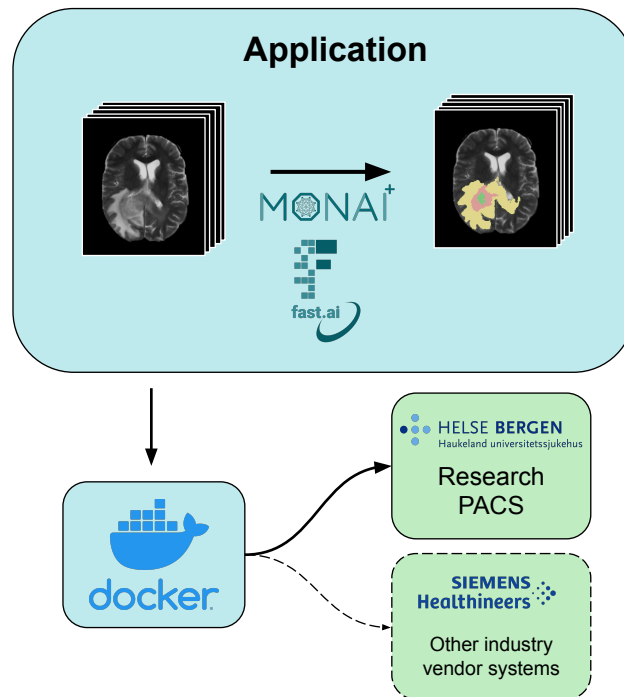 Application
MONAI+
fast.ai
HELSE BERGEN
Haukeland universitetssjukehus
Research
PACS
docker.
SIEMENS
Healthineers
Other industry
vendor systems